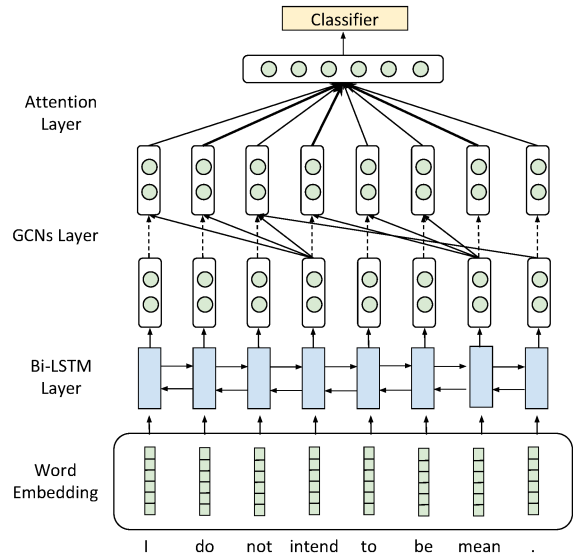 Classifier
Attention
Layer
GCNs Layer
Bi-LSTM
Layer
Word
Embedding
I do not intend to be mean .